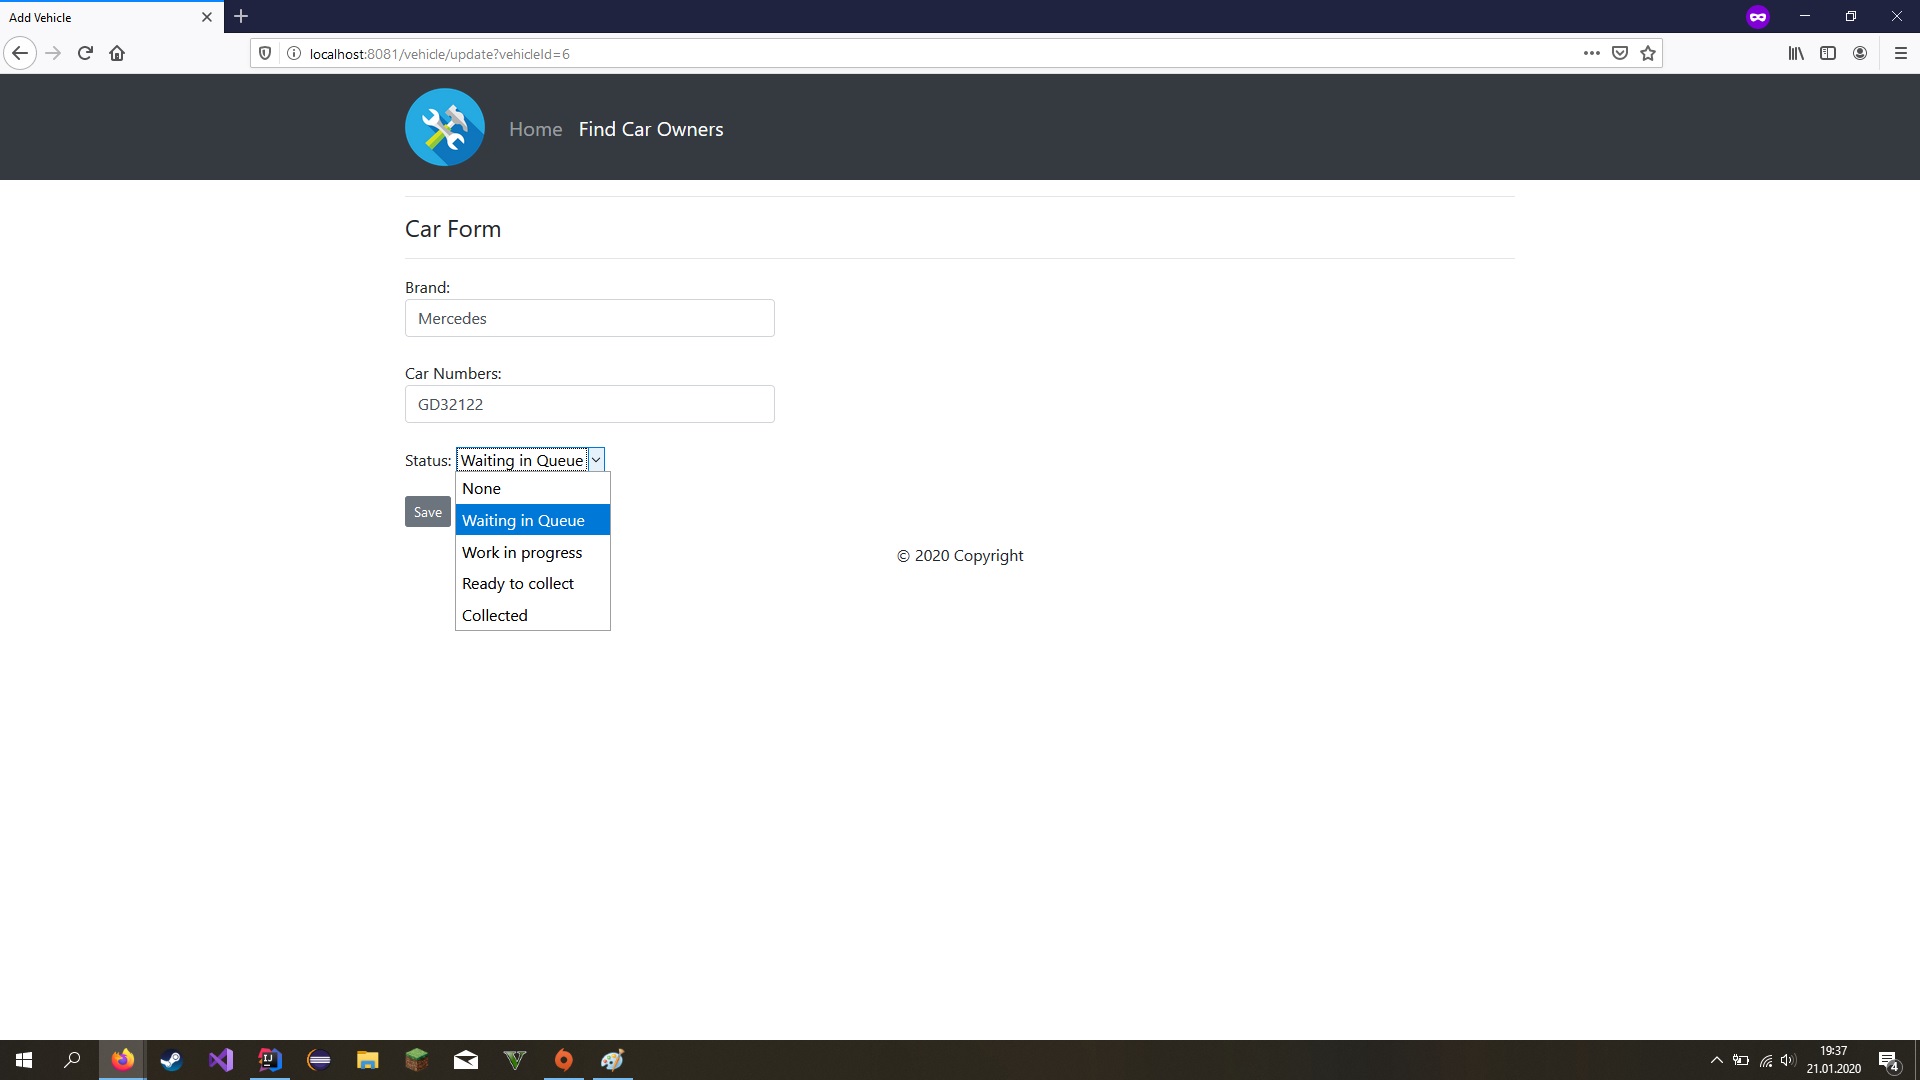 Add Vehicle
localhost:8081/vehicle/update?vehicleId=6
Home Find Car Owners
Car Form
Brand:
Mercedes
Car Numbers:
GD32122
Status: Waiting in Queue
None
Save
Waiting in Queue
Work in progress
© 2020 Copyright
Ready to collect
Collected
IJ
19:37
21.01.2020
4